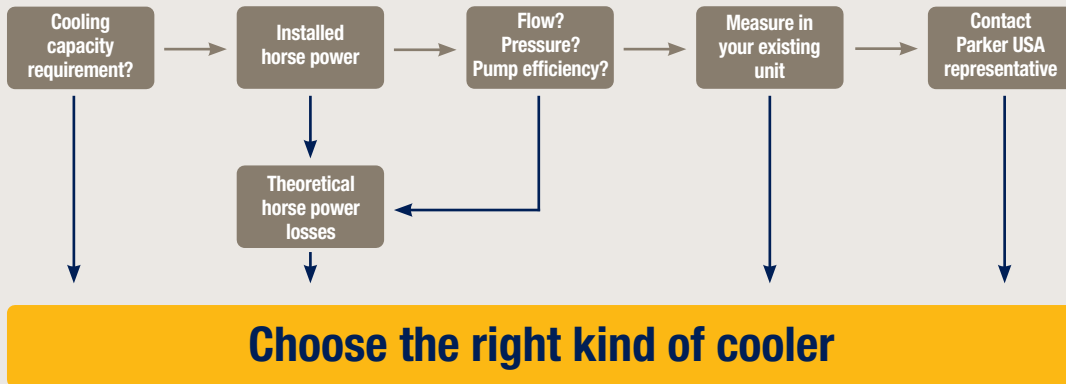 Cooling
capacity
requirement?
Installed
horse power
Flow?
Pressure?
Pump efficiency?
Measure in
your existing
unit
Contact
Parker USA
representative
Theoretical
horse power
losses
Choose the right kind of cooler